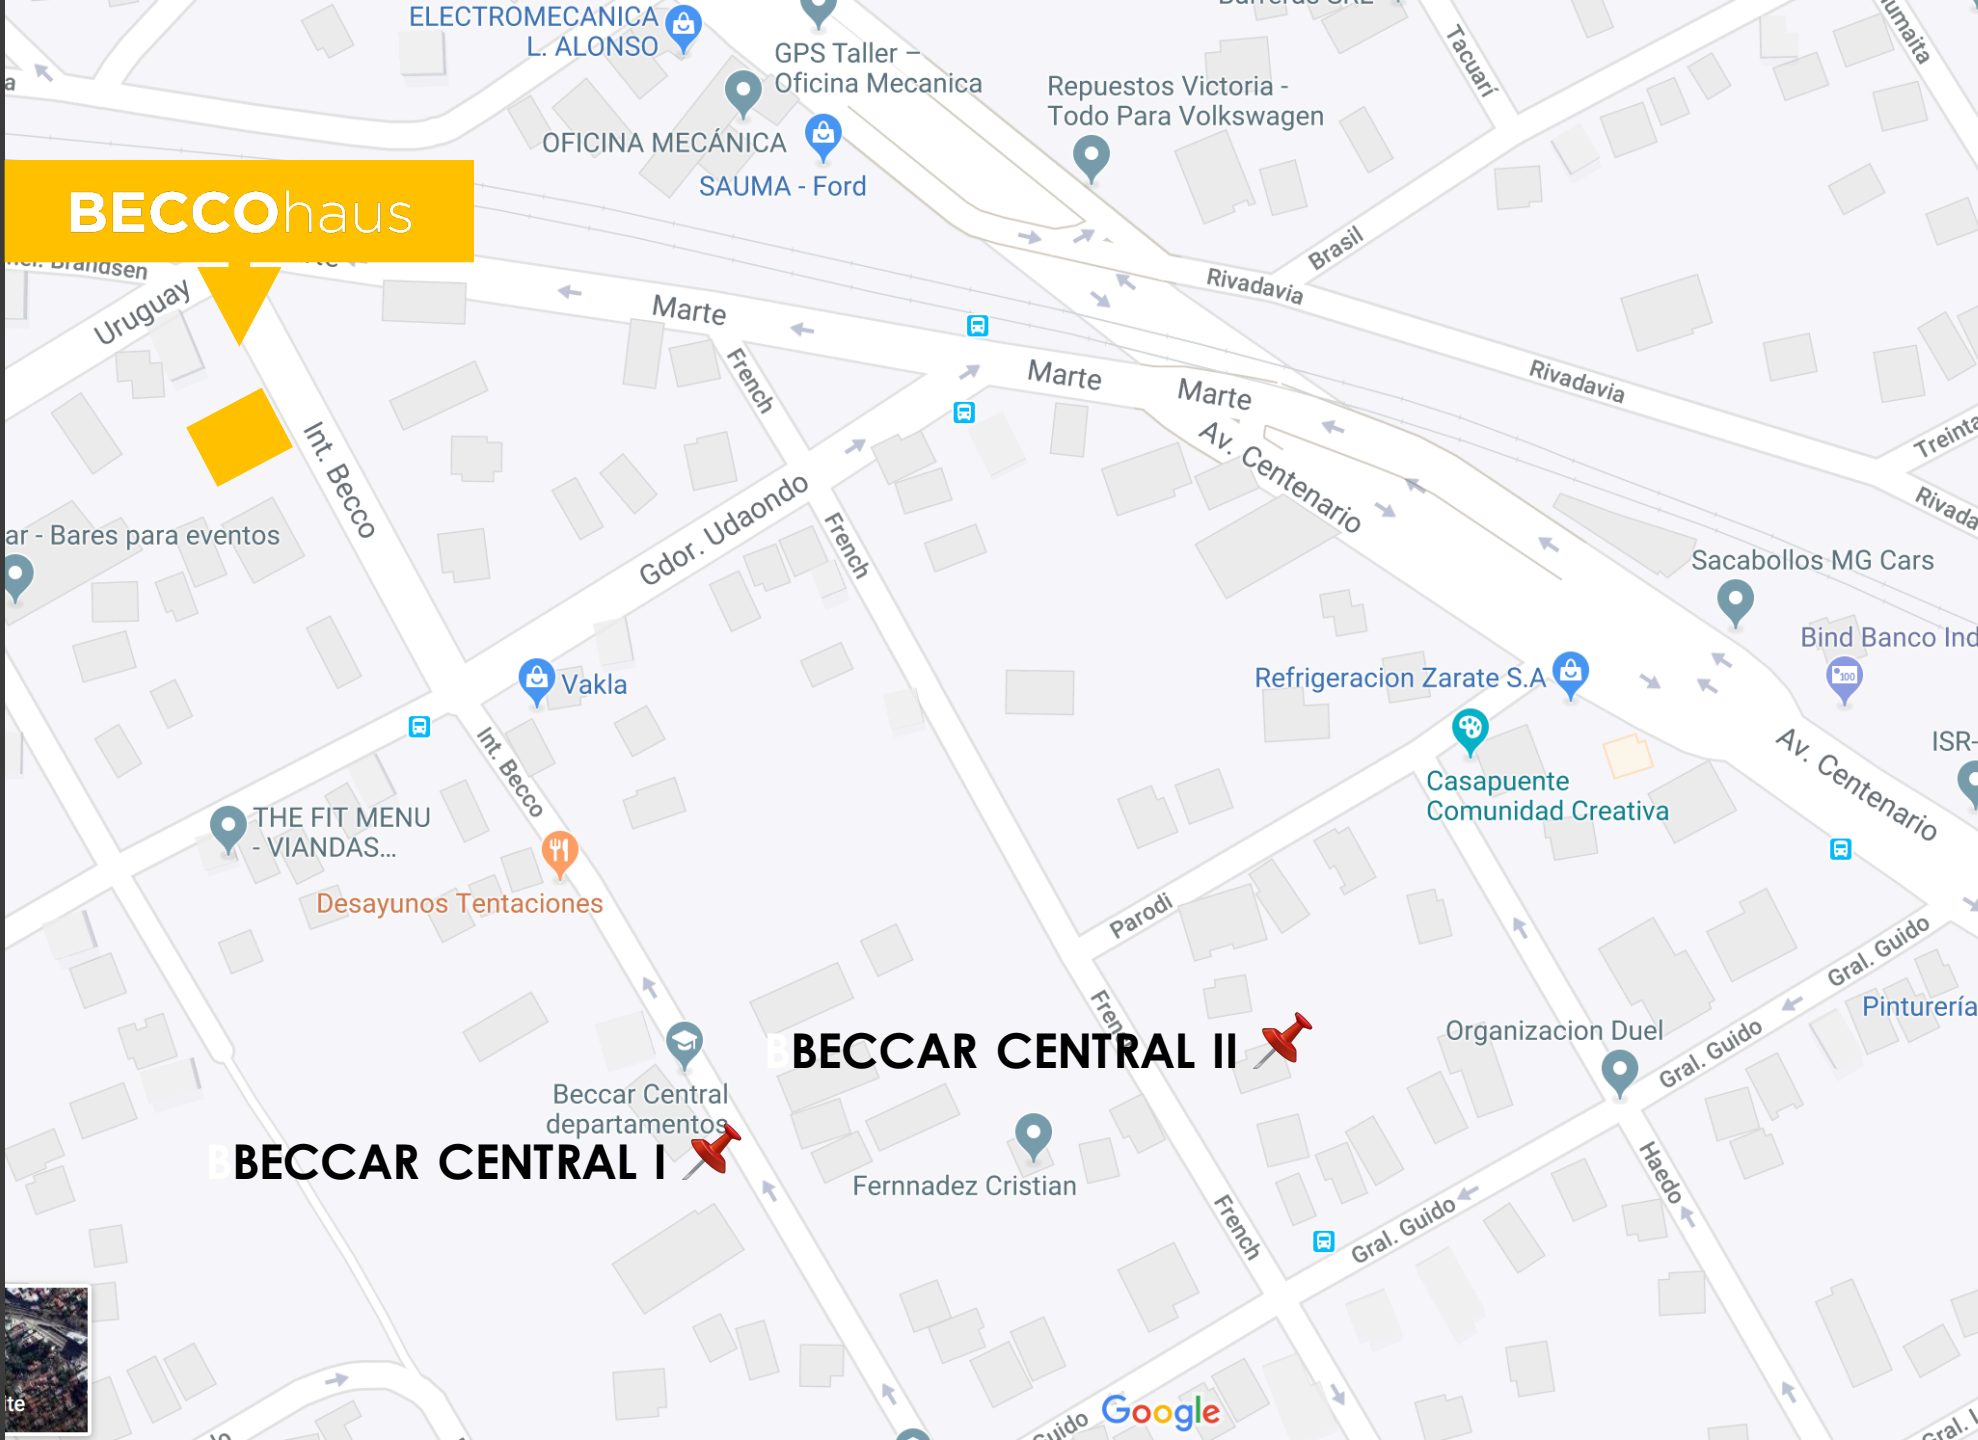 ELECTROMECANICA
L. ALONSO
GPS Taller –
Oficina Mecanica
Tacuarí
Repuestos Victoria -
Todo Para Volkswagen
OFICINA MECÁNICA
SAUMA - Ford
BECCOhaus
Brandsen
Uruguay
Brasil
Rivadavia
Marte
Marte
Marte
Rivadavia
French
Treinta
Av. Centenario
Int. Becco
Gdor. Udaondo
French
Rivada
ar - Bares para eventos
Sacabollos MG Cars
Bind Banco Ind
Refrigeracion Zarate S.A
Vakla
Int. Becco
ISR-
Av. Centenario
Casapuente
Comunidad Creativa
THE FIT MENU
- VIANDAS...
Desayunos Tentaciones
Parodi
Gral. Guido
Pinturería
Organizacion Duel
Gral. Guido
BECCAR CENTRAL II
Beccar Central
departamentos
BECCAR CENTRAL I
Fernnadez Cristian
Haedo
French
Gral. Guido
Google